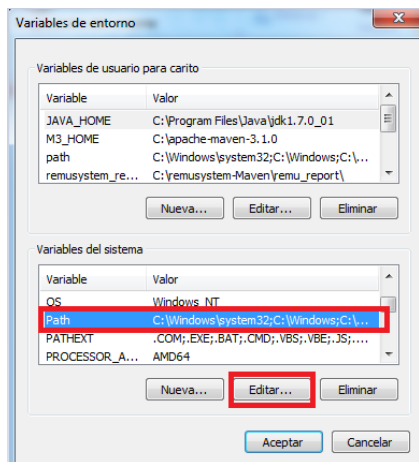 Variables de entorno
Variables de usuario para carito
Variable Valor
JAVA_HOME C:\Program Files\Java\jdk1.7.0_01
M3_HOME C:\apache-maven-3.1.0
path C:\Windows\system32;C:\Windows;C:\...
remusystem_re... C:\remusystem-Maven\remu_report\
Nueva... Editar... Eliminar
Variables del sistema
Variable Valor
OS Windows_NT
Path C:\Windows\system32;C:\Windows;C:\...
PATHEXT .COM;.EXE;.BAT;.CMD;.VBS;.VBE;.JS;....
PROCESSOR_A... AMD64
Nueva... Editar... Eliminar
Aceptar Cancelar